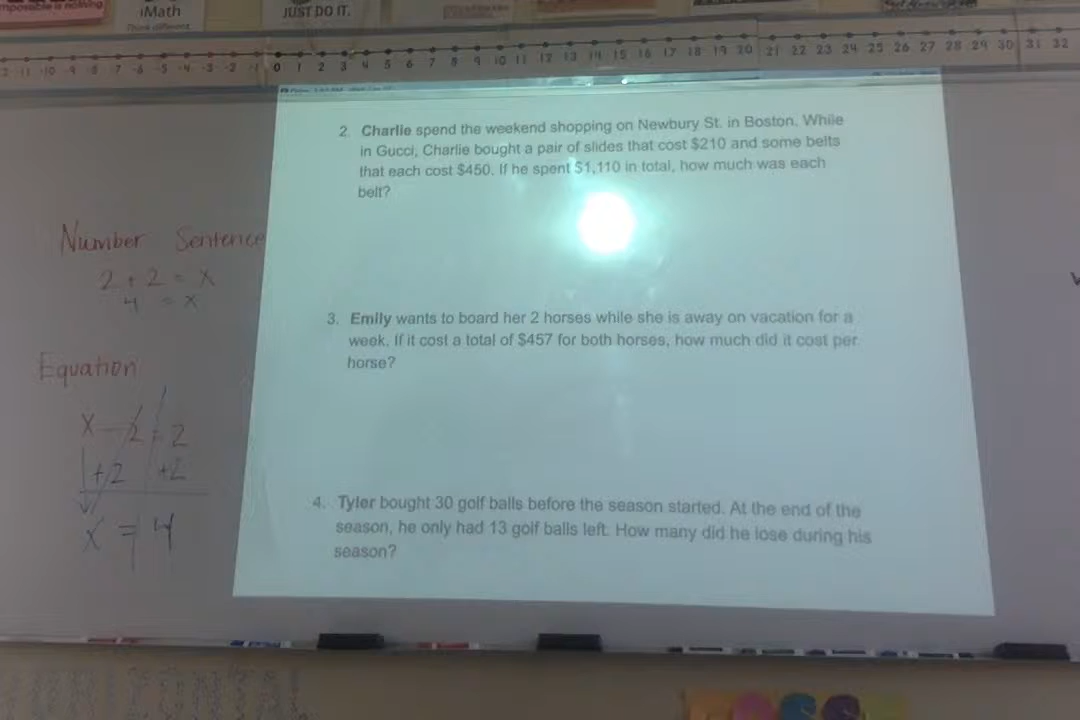 iMath
Think different.
JUST DO IT.
0 1 2 3 4 5 6 7 8 9 10 11 12 13 14 15 16 17 18 19 20 21 22 23 24 25 26 27 28 29 30 31 32
2. Charlie spend the weekend shopping on Newbury St. in Boston. While
in Gucci, Charlie bought a pair of slides that cost $210 and some belts
that each cost $450. If he spent $1,110 in total, how much was each
belt?
Number Sentence
2 + 2 = x
4 = x
3. Emily wants to board her 2 horses while she is away on vacation for a
week. If it cost a total of $457 for both horses, how much did it cost per
horse?
Equation
x - 2 = 2
+2 +2
x = 4
4. Tyler bought 30 golf balls before the season started. At the end of the
season, he only had 13 golf balls left. How many did he lose during his
season?